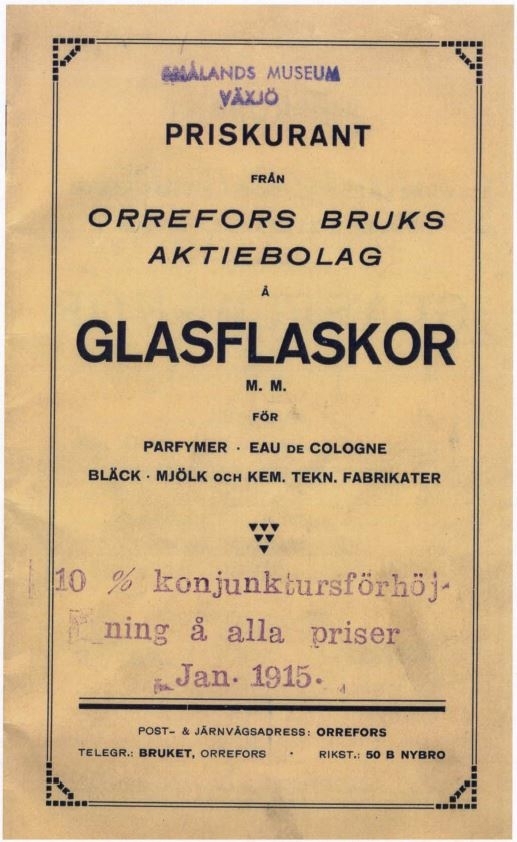 SMÅLANDS MUSEUM
VÄXJÖ
PRISKURANT
FRÅN
ORREFORS BRUKS
AKTIEBOLAG
Å
GLASFLASKOR
M. M.
FÖR
PARFYMER · EAU DE COLOGNE
BLÄCK · MJÖLK OCH KEM. TEKN. FABRIKATER
10 % konjunktursförhöj-
ning å alla priser
Jan. 1915.
POST- & JÄRNVÄGSADRESS: ORREFORS
TELEGR.: BRUKET, ORREFORS · RIKST.: 50 B NYBRO